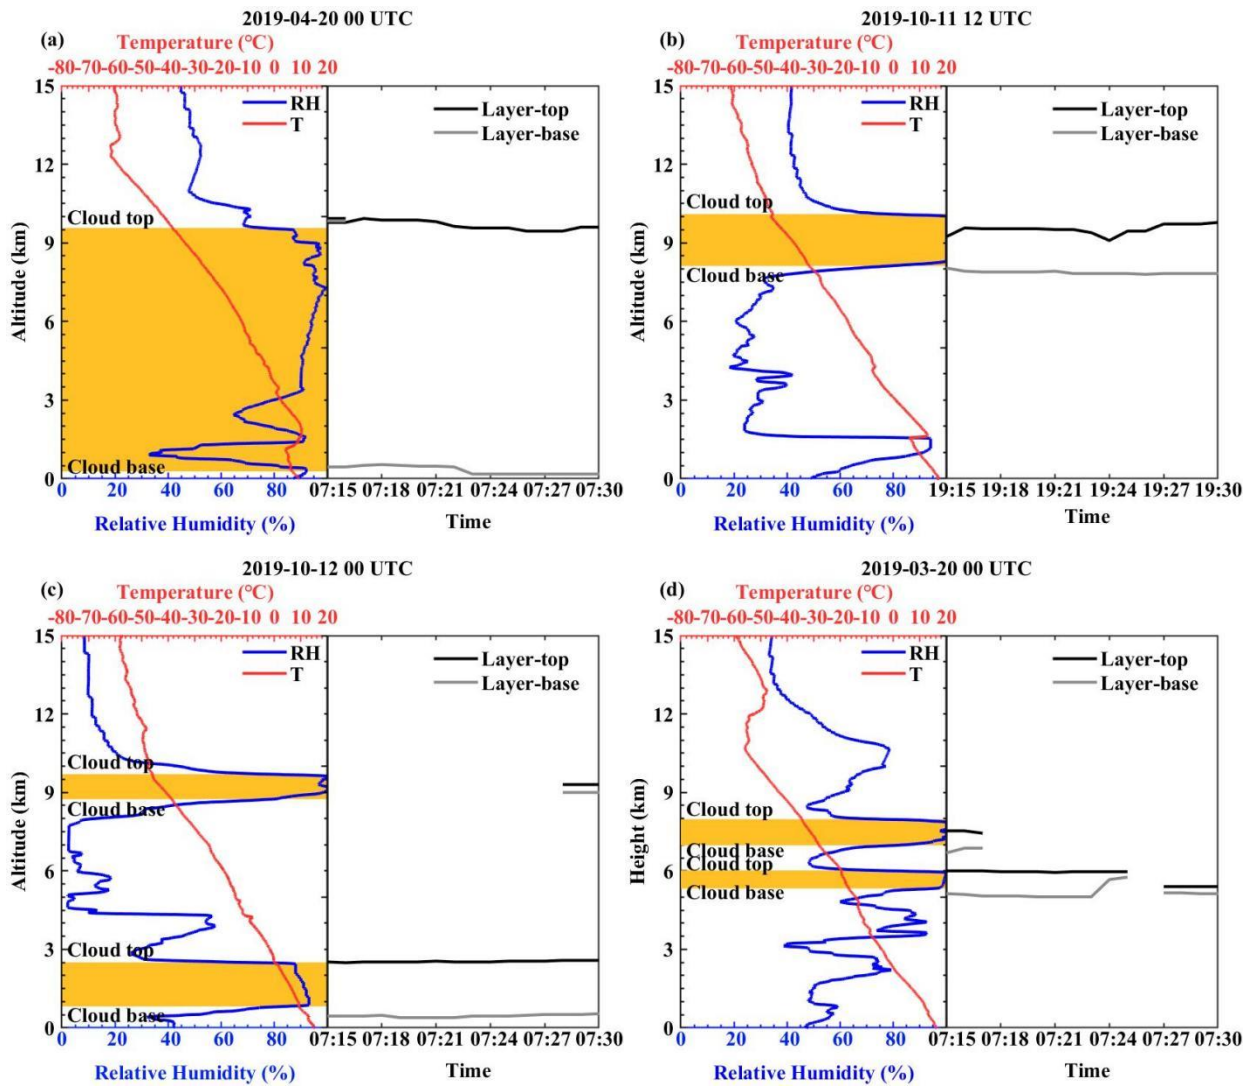 2019-04-20 00 UTC
(a) Temperature (°C)
-80-70-60-50-40-30-20-10 0 10 20
15
RH
T
Layer-top
Layer-base
12
Cloud top
9
Altitude (km)
6
3
Cloud base
0
0 20 40 60 80 07:15 07:18 07:21 07:24 07:27 07:30
Relative Humidity (%) Time
2019-10-11 12 UTC
(b) Temperature (°C)
-80-70-60-50-40-30-20-10 0 10 20
15
RH
T
Layer-top
Layer-base
12
Cloud top
9
Cloud base
Altitude (km)
6
3
0
0 20 40 60 80 19:15 19:18 19:21 19:24 19:27 19:30
Relative Humidity (%) Time
2019-10-12 00 UTC
(c) Temperature (°C)
-80-70-60-50-40-30-20-10 0 10 20
15
RH
T
Layer-top
Layer-base
12
Cloud top
9
Cloud base
Altitude (km)
6
3
Cloud top
Cloud base
0
0 20 40 60 80 07:15 07:18 07:21 07:24 07:27 07:30
Relative Humidity (%) Time
2019-03-20 00 UTC
(d) Temperature (°C)
-80-70-60-50-40-30-20-10 0 10 20
15
RH
T
Layer-top
Layer-base
12
9
Cloud top
Cloud base
Cloud top
6
Cloud base
Height (km)
3
0
0 20 40 60 80 07:15 07:18 07:21 07:24 07:27 07:30
Relative Humidity (%) Time